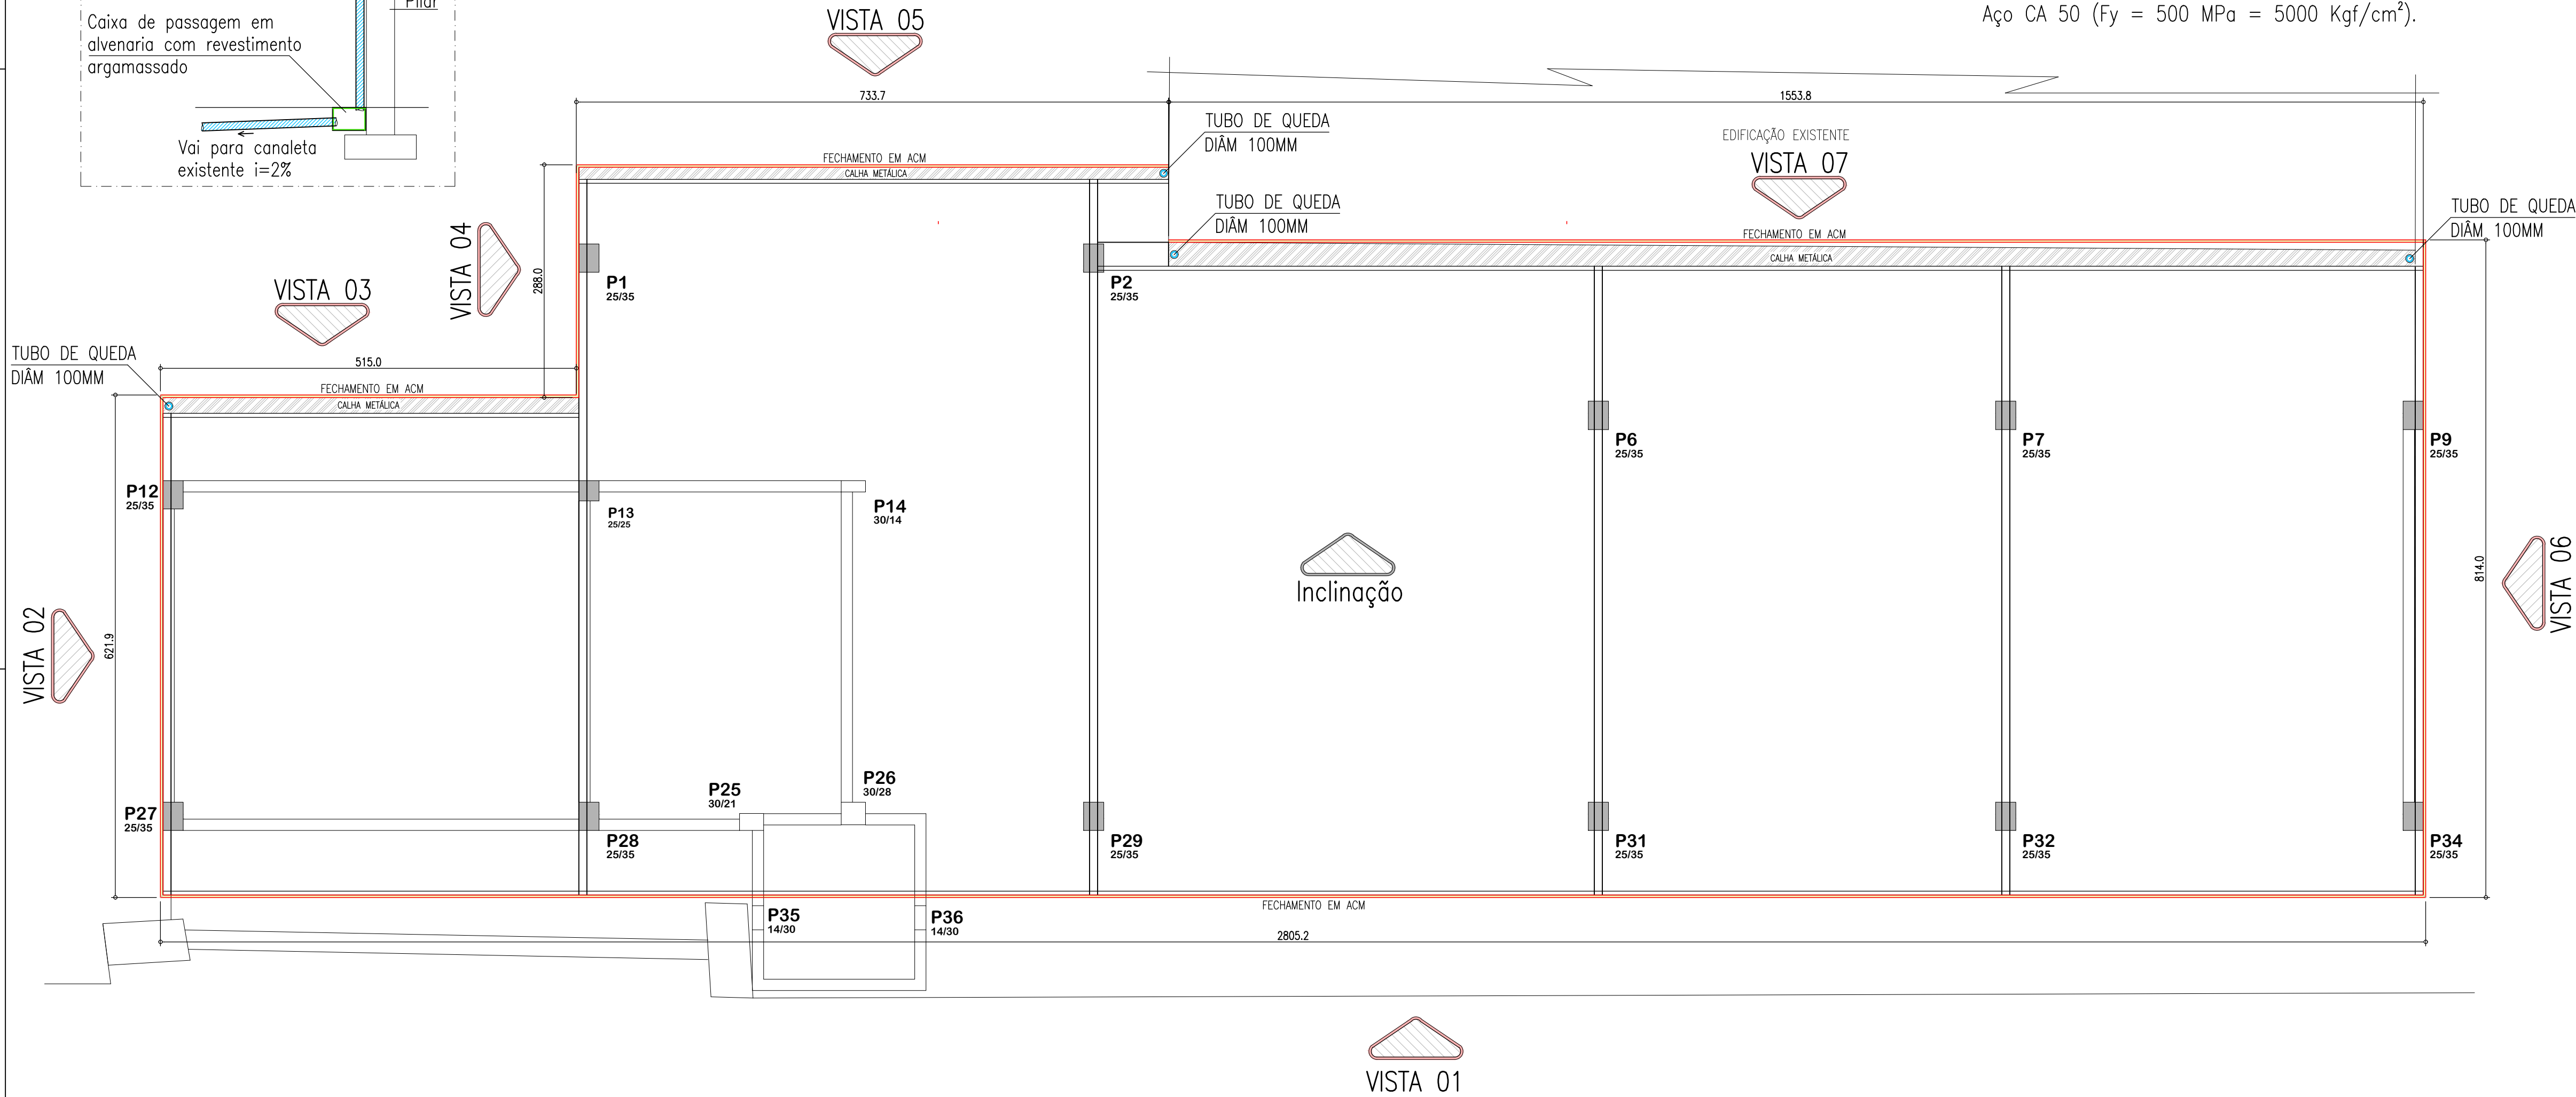 Pilar
Caixa de passagem em
alvenaria com revestimento
argamassado
Vai para canaleta
existente i=2%
Aço CA 50 (Fy = 500 MPa = 5000 Kgf/cm²).
VISTA 05
733.7
1553.8
TUBO DE QUEDA
DIÂM 100MM
EDIFICAÇÃO EXISTENTE
VISTA 07
FECHAMENTO EM ACM
CALHA METÁLICA
TUBO DE QUEDA
DIÂM 100MM
TUBO DE QUEDA
DIÂM 100MM
FECHAMENTO EM ACM
CALHA METÁLICA
VISTA 04
288.0
VISTA 03
P1
25/35
P2
25/35
TUBO DE QUEDA
DIÂM 100MM
515.0
FECHAMENTO EM ACM
CALHA METÁLICA
P6
25/35
P7
25/35
P9
25/35
P12
25/35
P13
25/25
P14
30/14
Inclinação
814.0
VISTA 06
VISTA 02
621.9
P25
30/21
P26
30/28
P27
25/35
P28
25/35
P29
25/35
P31
25/35
P32
25/35
P34
25/35
FECHAMENTO EM ACM
P35
14/30
P36
14/30
2805.2
VISTA 01